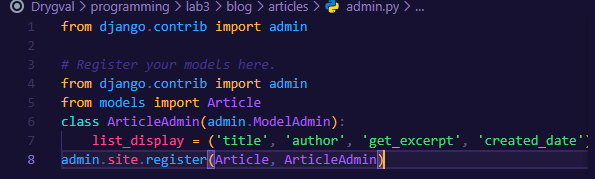 Drygval > programming > lab3 > blog > articles > admin.py > ...
1 from django.contrib import admin
2
3 # Register your models here.
4 from django.contrib import admin
5 from models import Article
6 class ArticleAdmin(admin.ModelAdmin):
7 list_display = ('title', 'author', 'get_excerpt', 'created_date')
8 admin.site.register(Article, ArticleAdmin)